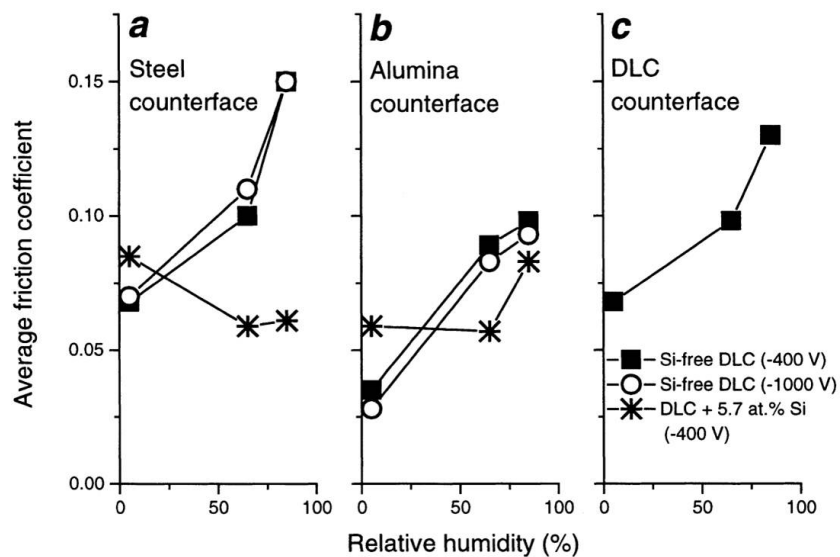 a
Steel
counterface
b
Alumina
counterface
c
DLC
counterface
Average friction coefficient
0.15
0.10
0.05
0.00
Si-free DLC (-400 V)
Si-free DLC (-1000 V)
DLC + 5.7 at.% Si
(-400 V)
0 50 100
0 50 100
0 50 100
Relative humidity (%)